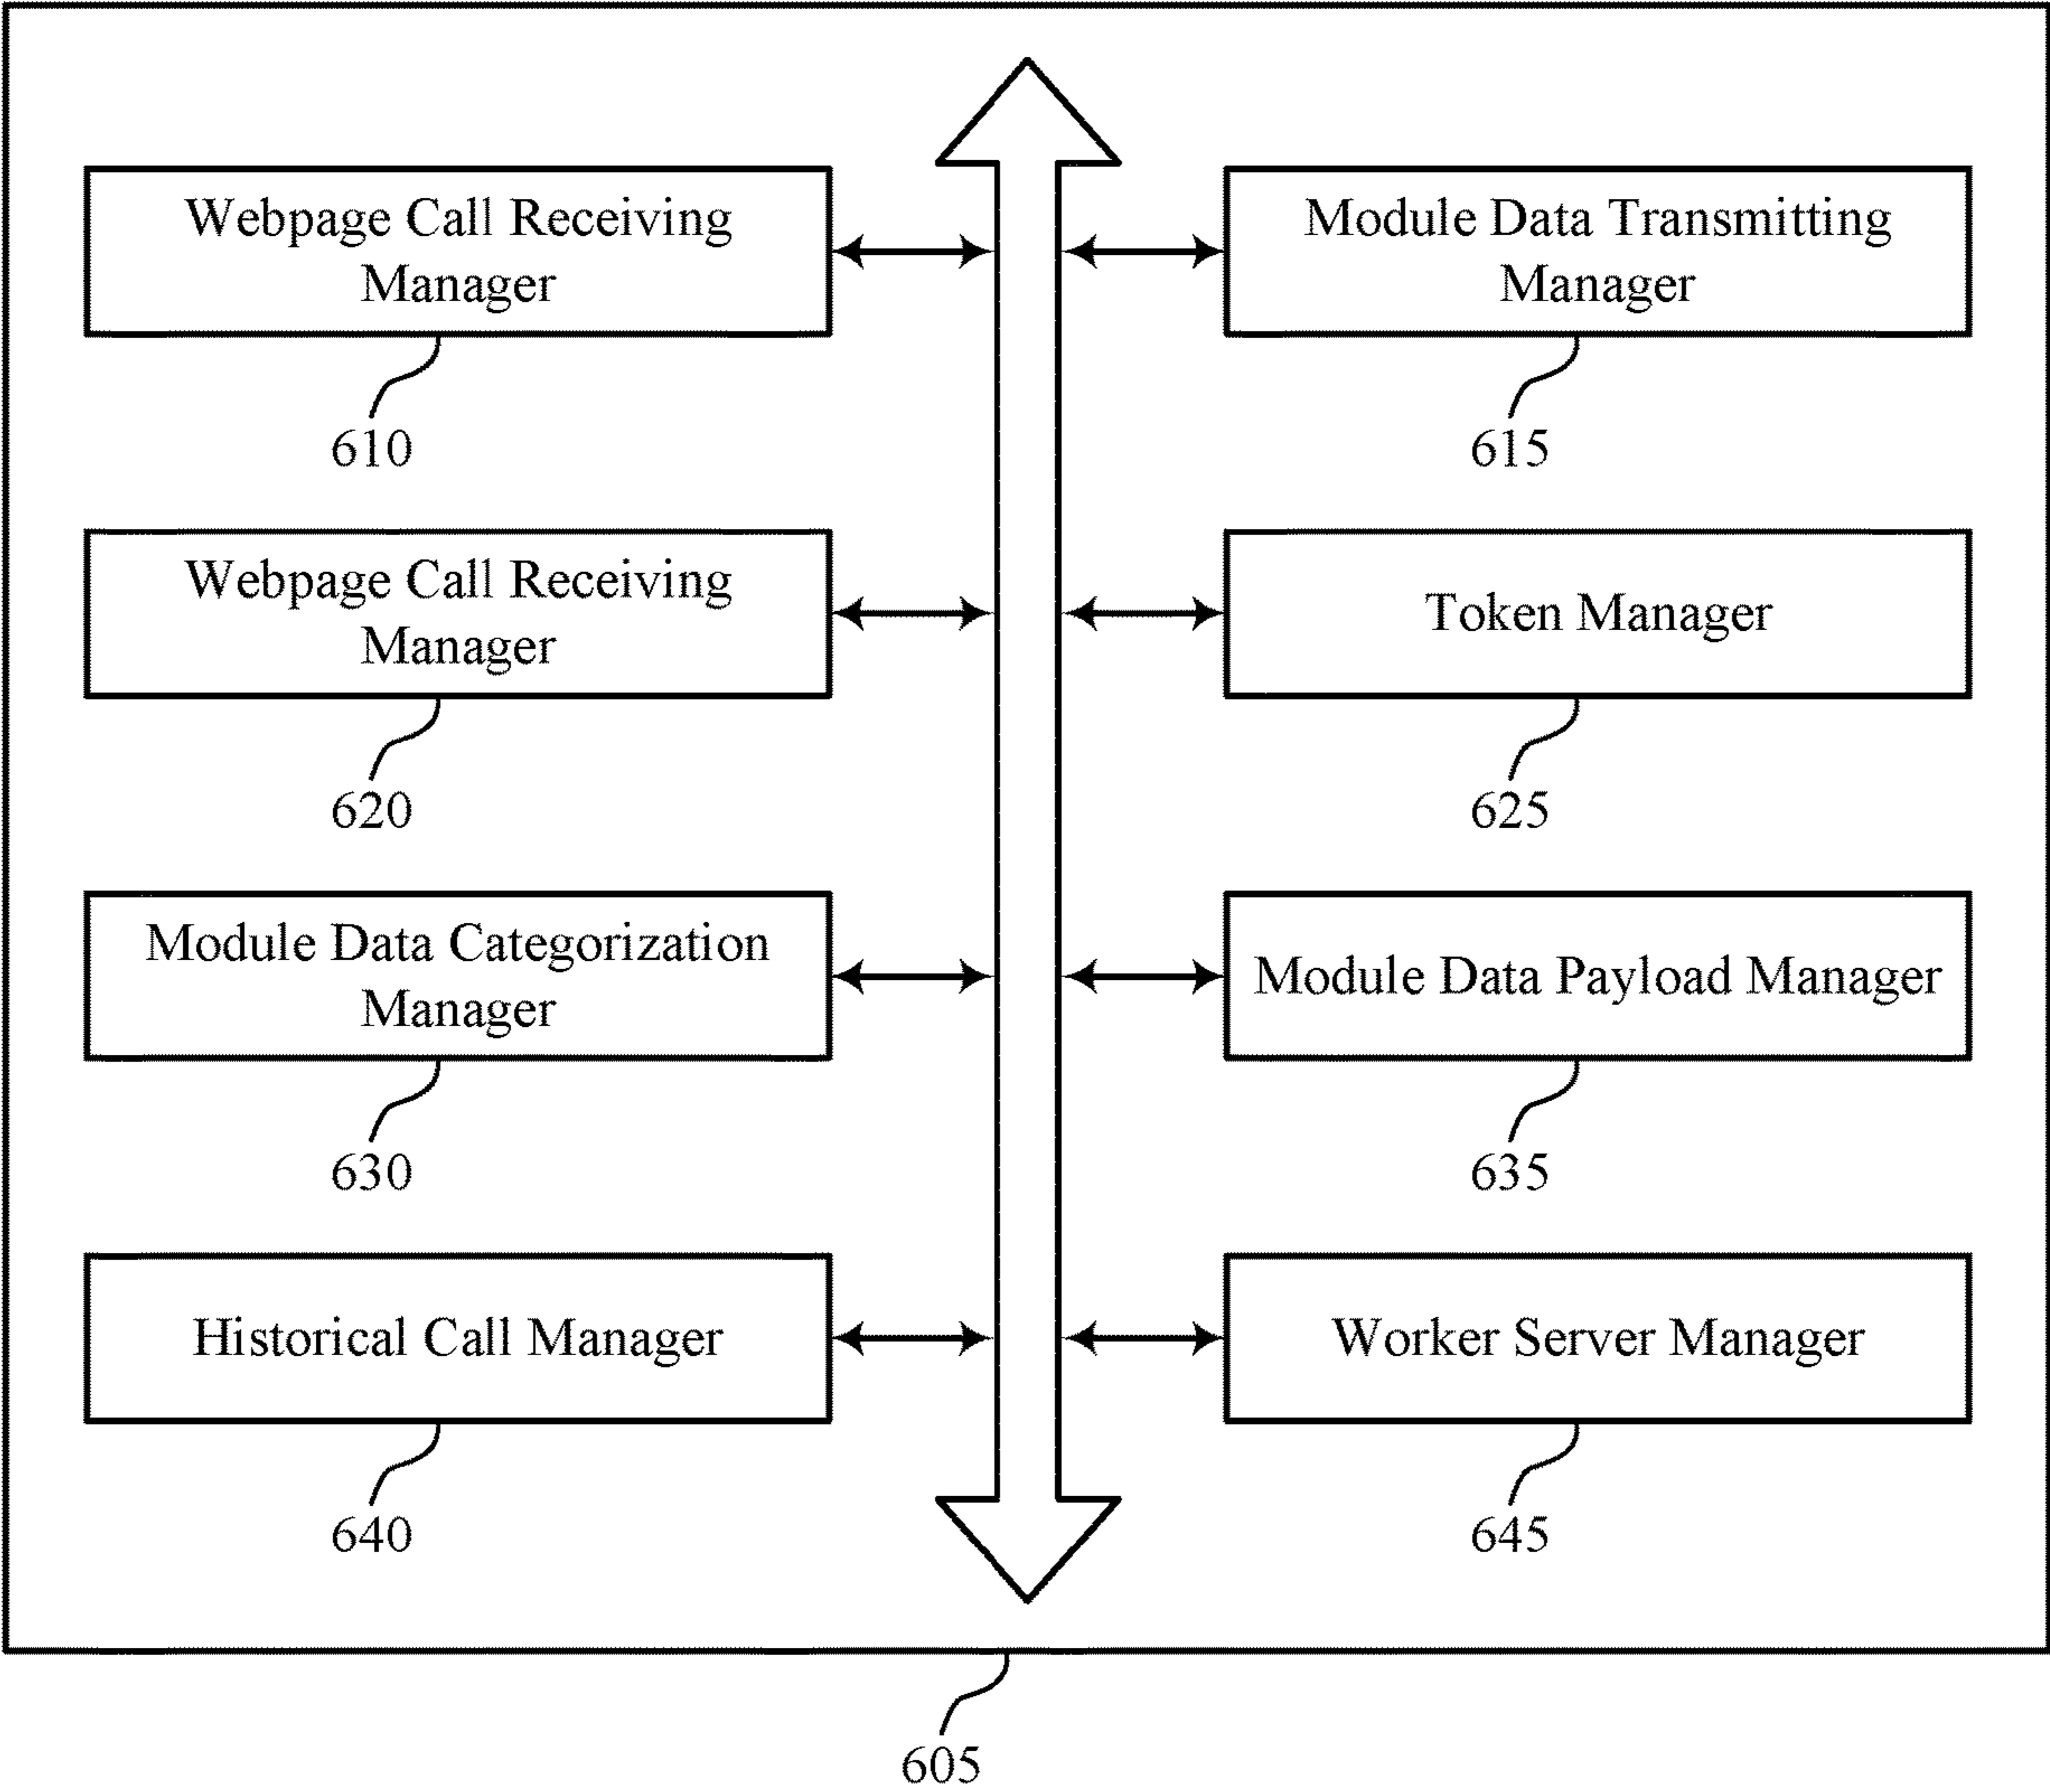 Webpage Call Receiving
Manager
610
Module Data Transmitting
Manager
615
Webpage Call Receiving
Manager
620
Token Manager
625
Module Data Categorization
Manager
630
Module Data Payload Manager
635
Historical Call Manager
640
Worker Server Manager
645
605